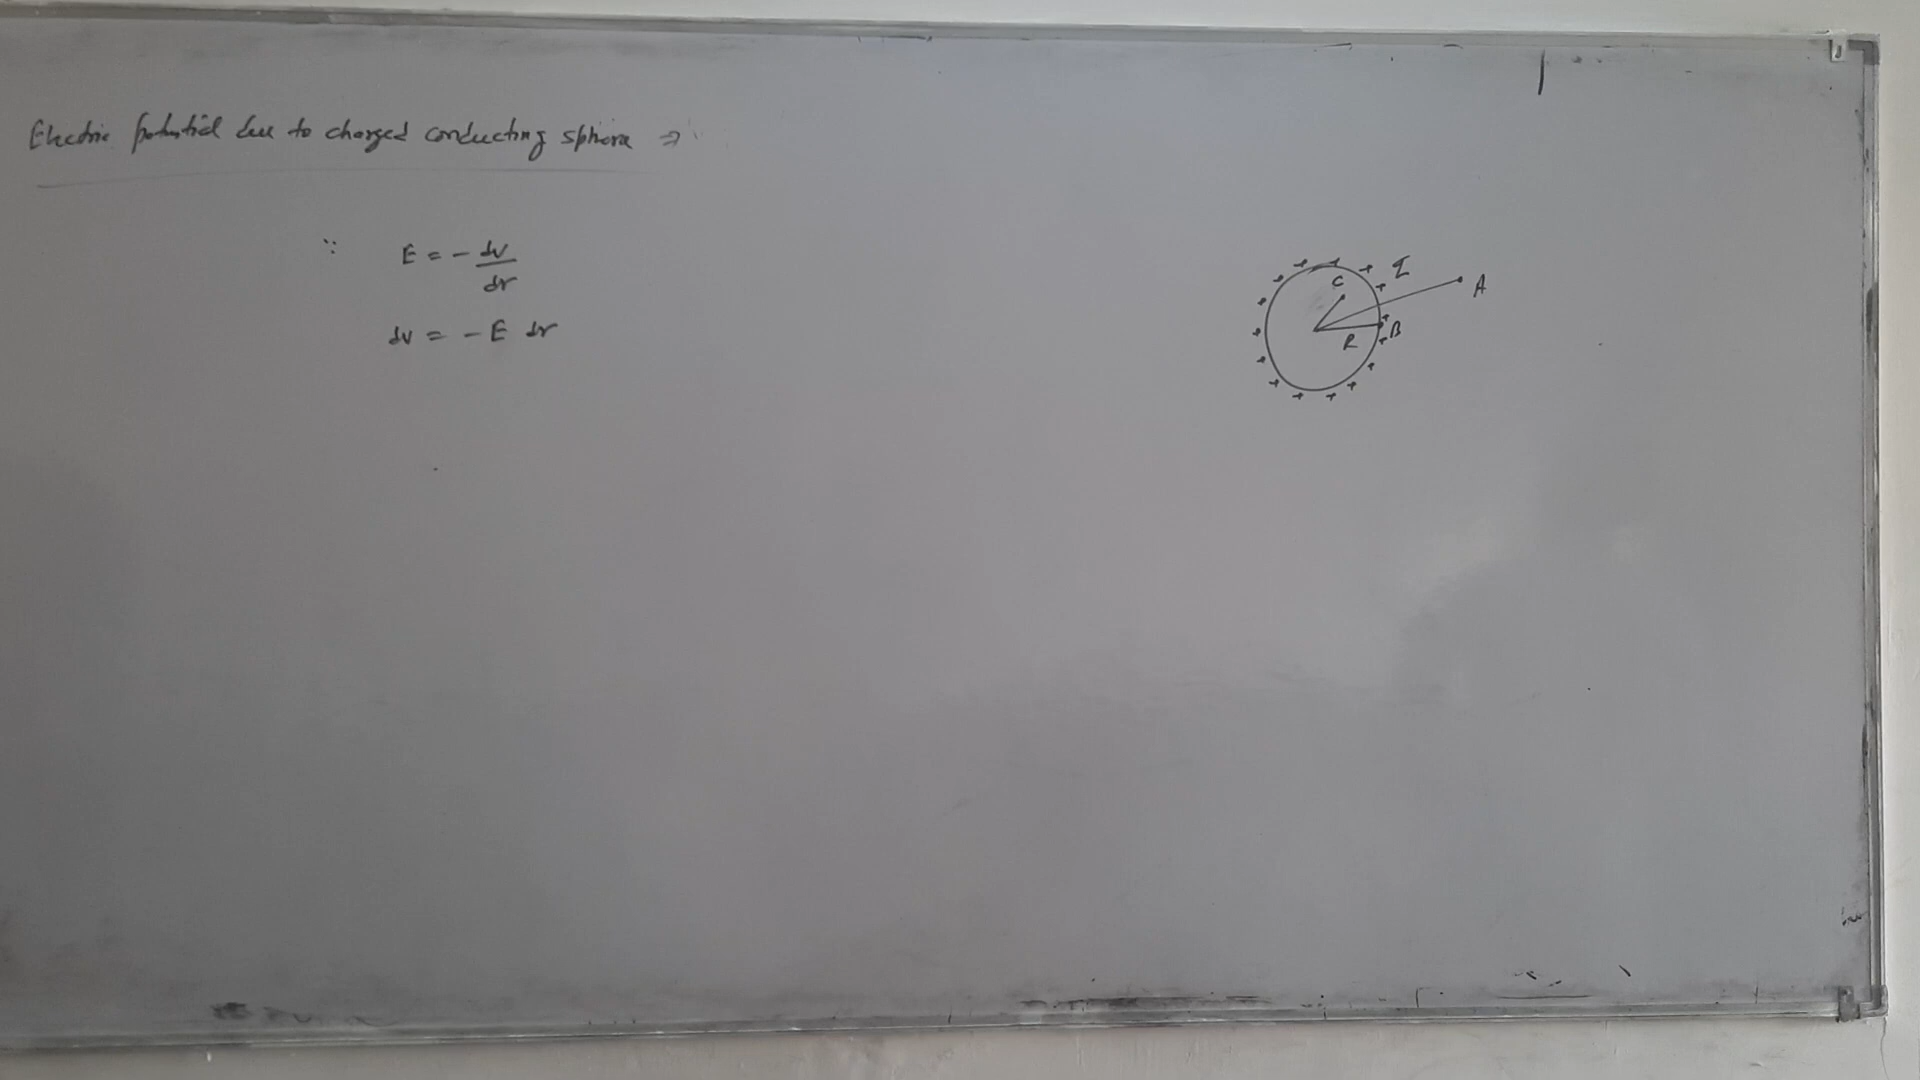 Electric potential due to charged conducting sphere ⇒
∵ E = - dv/dr
dv = - E dr
+ + + + + + + + + + + + + + + +
q
C
A
B
R